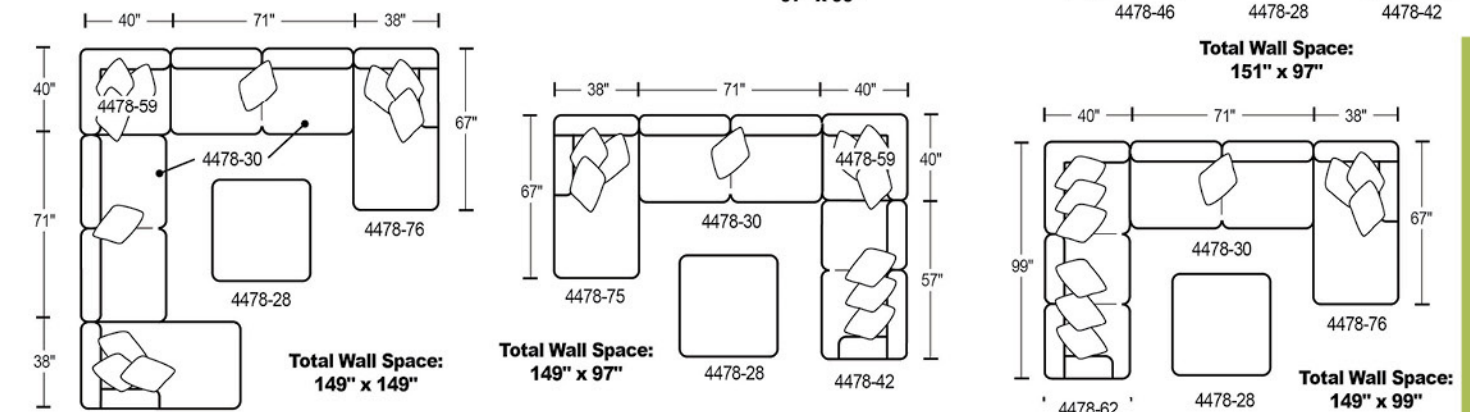 4478-46 4478-28 4478-42
Total Wall Space:
151" x 97"
40" 71" 38"
40"
4478-59
67"
4478-30
71"
4478-76
4478-28
38"
Total Wall Space:
149" x 149"
38" 71" 40"
4478-59
40"
67"
4478-30
57"
4478-75
Total Wall Space:
149" x 97"
4478-28
4478-42
40" 71" 38"
67"
4478-30
99"
4478-76
Total Wall Space:
149" x 99"
4478-28
4478-62